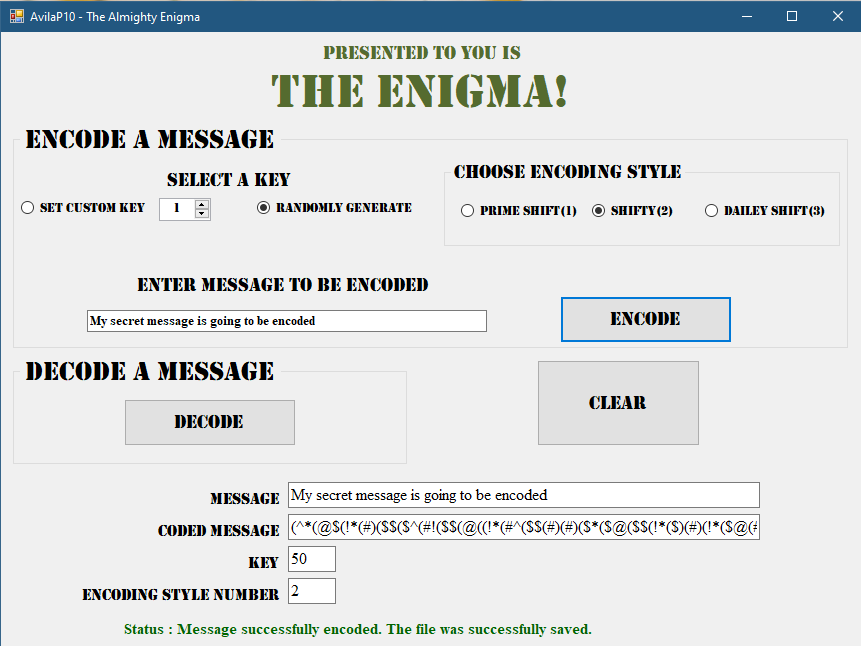 AvilaP10 - The Almighty Enigma
PRESENTED TO YOU IS
THE ENIGMA!
ENCODE A MESSAGE
SELECT A KEY
SET CUSTOM KEY
1
RANDOMLY GENERATE
CHOOSE ENCODING STYLE
PRIME SHIFT(1)
SHIFTY(2)
DAILEY SHIFT(3)
ENTER MESSAGE TO BE ENCODED
My secret message is going to be encoded
ENCODE
DECODE A MESSAGE
DECODE
CLEAR
MESSAGE
My secret message is going to be encoded
CODED MESSAGE
(^*(@$(!*(#)($$($^(#!($$(@((!*(#^($$(#)(#)($*($@($$(!*($)(#)(!*($@(#
KEY
50
ENCODING STYLE NUMBER
2
Status : Message successfully encoded. The file was successfully saved.